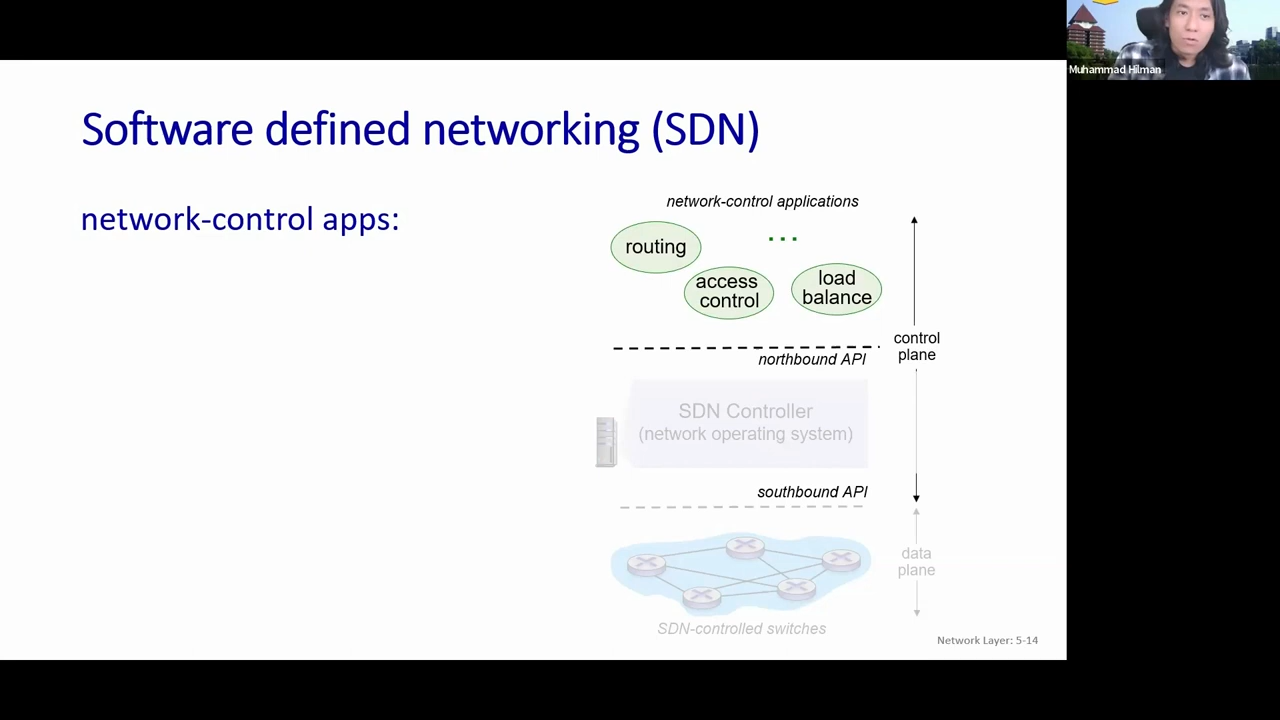 Muhammad Hilman
Software defined networking (SDN)
network-control apps:
network-control applications
routing
...
access
control
load
balance
control
plane
northbound API
SDN Controller
(network operating system)
southbound API
data
plane
SDN-controlled switches
Network Layer: 5-14